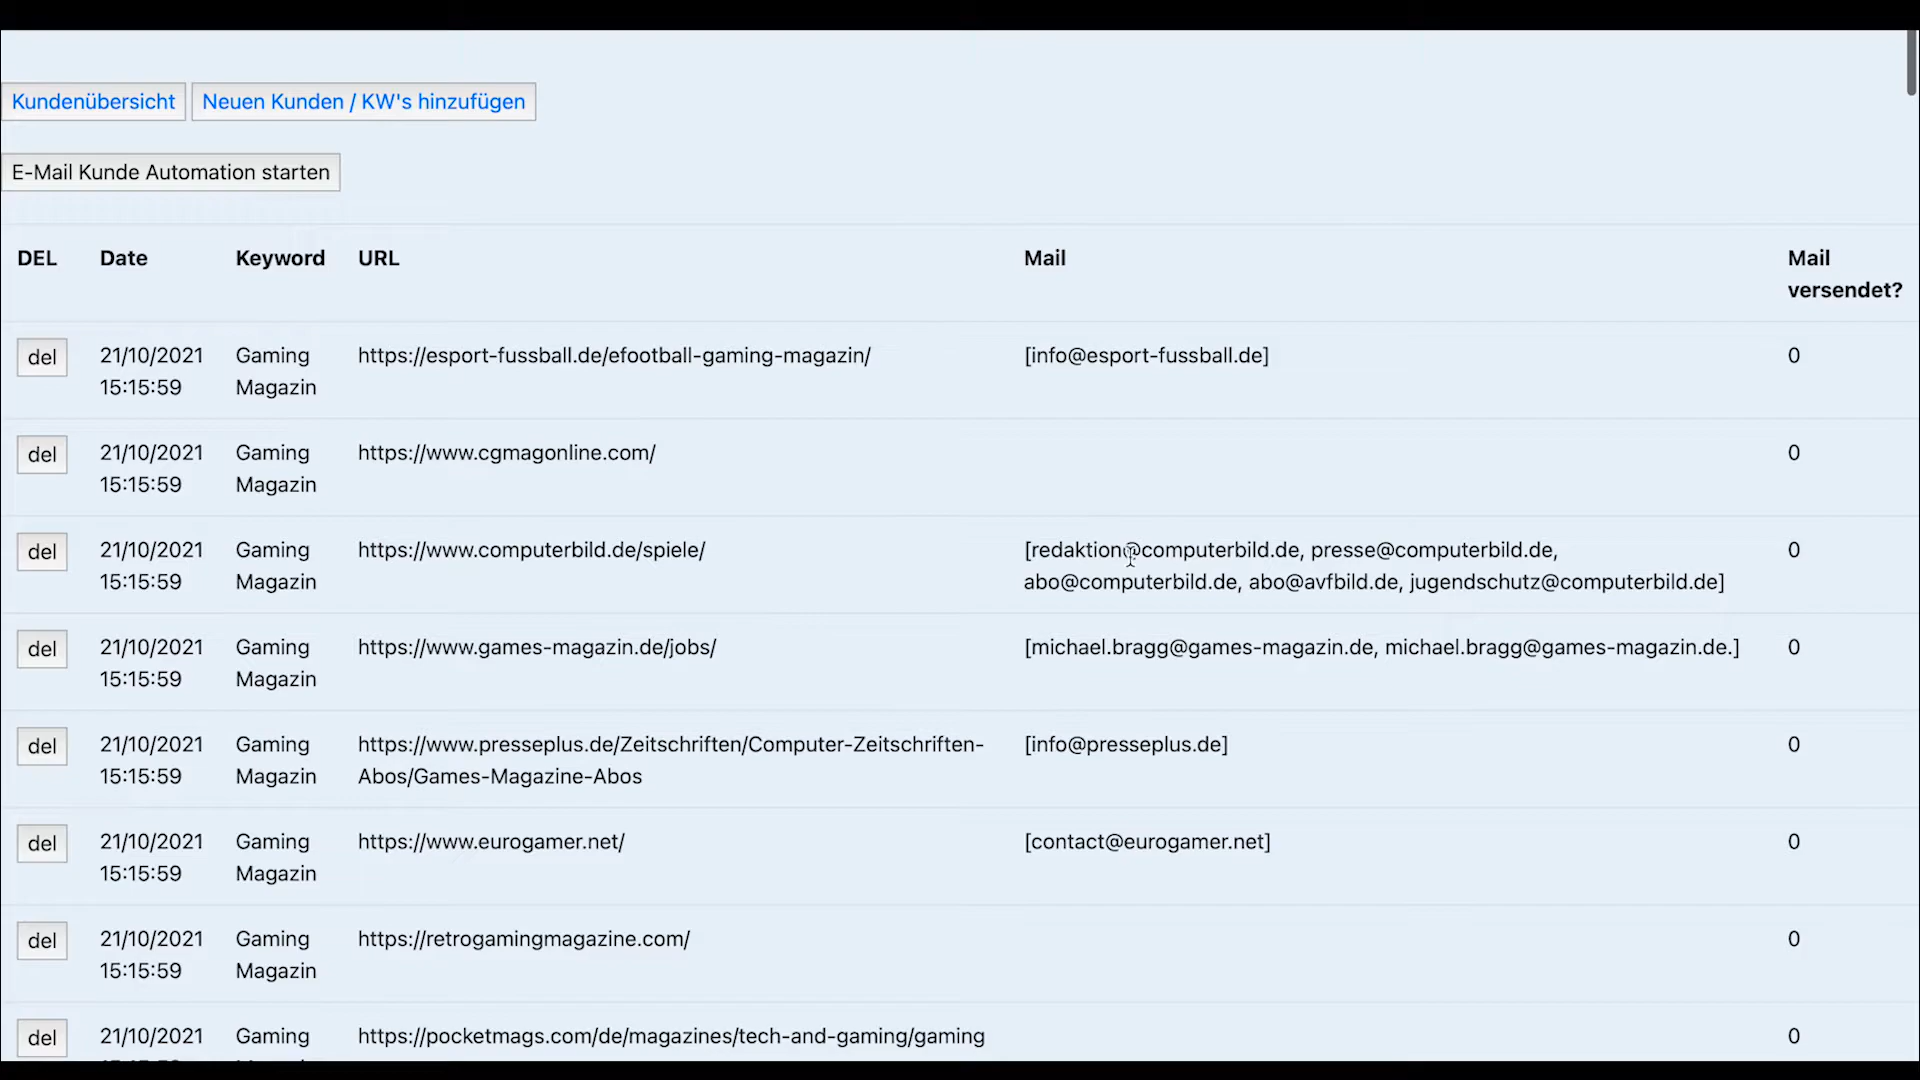 Kundenübersicht Neuen Kunden / KW's hinzufügen
E-Mail Kunde Automation starten
DEL Date Keyword URL Mail Mail
versendet?
del 21/10/2021 Gaming https://esport-fussball.de/efootball-gaming-magazin/ [info@esport-fussball.de] 0
15:15:59 Magazin
del 21/10/2021 Gaming https://www.cgmagonline.com/ 0
15:15:59 Magazin
del 21/10/2021 Gaming https://www.computerbild.de/spiele/ [redaktion@computerbild.de, presse@computerbild.de, 0
15:15:59 Magazin abo@computerbild.de, abo@avfbild.de, jugendschutz@computerbild.de]
del 21/10/2021 Gaming https://www.games-magazin.de/jobs/ [michael.bragg@games-magazin.de, michael.bragg@games-magazin.de.] 0
15:15:59 Magazin
del 21/10/2021 Gaming https://www.presseplus.de/Zeitschriften/Computer-Zeitschriften- [info@presseplus.de] 0
15:15:59 Magazin Abos/Games-Magazine-Abos
del 21/10/2021 Gaming https://www.eurogamer.net/ [contact@eurogamer.net] 0
15:15:59 Magazin
del 21/10/2021 Gaming https://retrogamingmagazine.com/ 0
15:15:59 Magazin
del 21/10/2021 Gaming https://pocketmags.com/de/magazines/tech-and-gaming/gaming 0